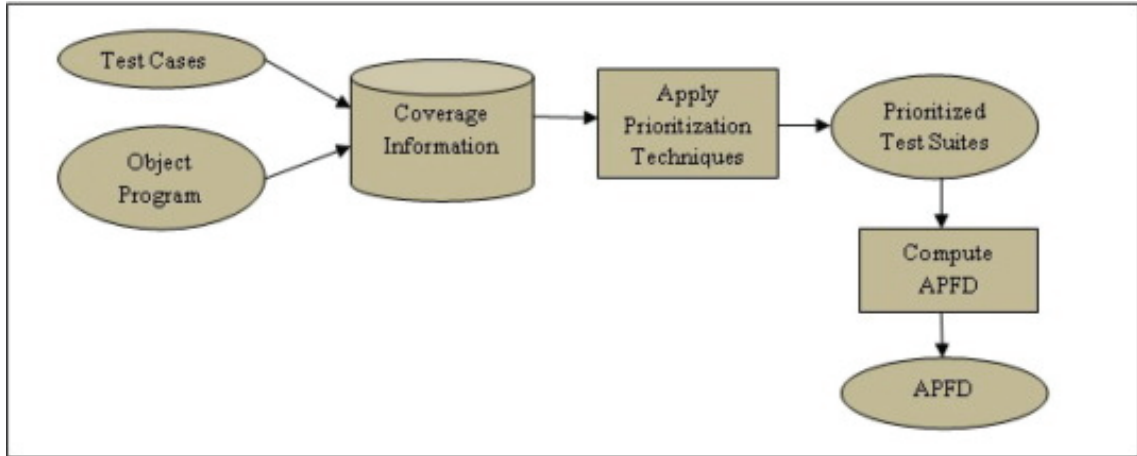 Test Cases
Object
Program
Coverage
Information
Apply
Prioritization
Techniques
Prioritized
Test Suites
Compute
APFD
APFD